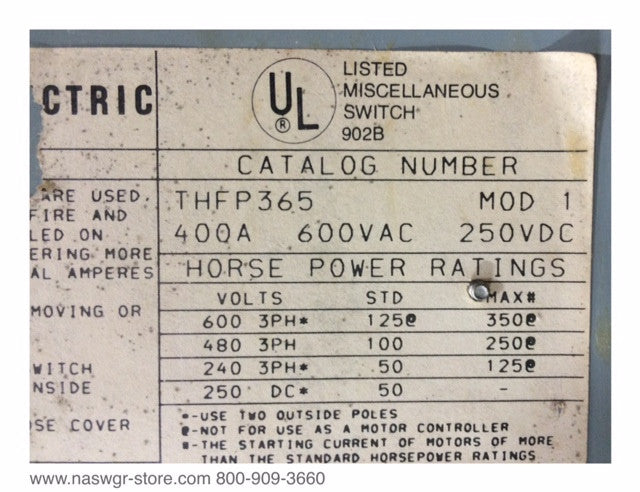 CTRIC
UL
®
LISTED
MISCELLANEOUS
SWITCH
902B
CATALOG NUMBER
THFP365 MOD 1
400A 600VAC 250VDC
HORSE POWER RATINGS
VOLTS STD MAX#
600 3PH* 125@ 350@
480 3PH 100 250@
240 3PH* 50 125@
250 DC* 50 -
*-USE TWO OUTSIDE POLES
@-NOT FOR USE AS A MOTOR CONTROLLER
#-THE STARTING CURRENT OF MOTORS OF MORE
THAN THE STANDARD HORSEPOWER RATINGS
ARE USED,
FIRE AND
LED ON
ERING MORE
AL AMPERES
MOVING OR
WITCH
NSIDE
SE COVER
www.naswgr-store.com 800-909-3660